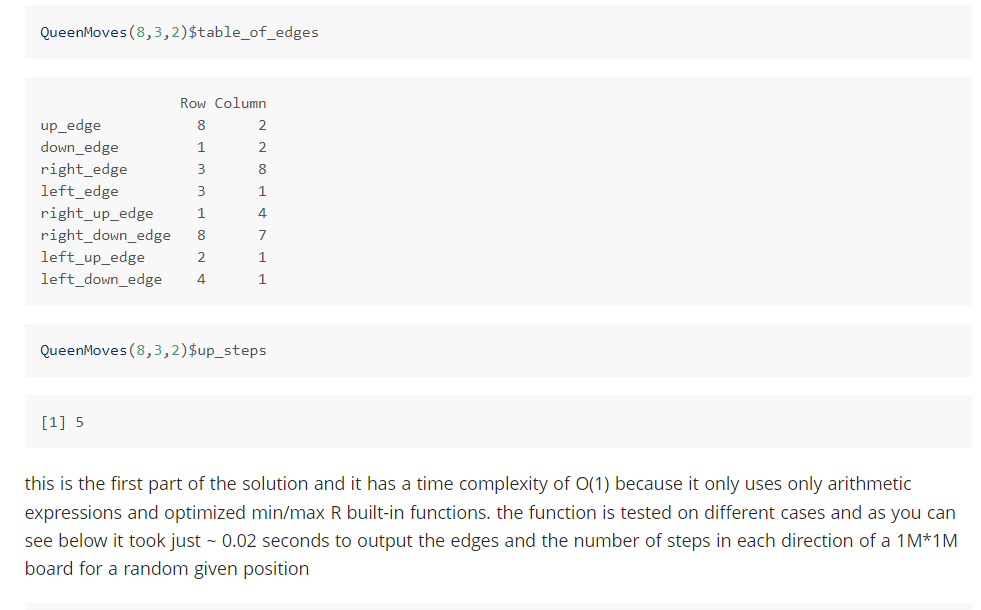 QueenMoves(8,3,2)$table_of_edges
Row Column
up_edge 8 2
down_edge 1 2
right_edge 3 8
left_edge 3 1
right_up_edge 1 4
right_down_edge 8 7
left_up_edge 2 1
left_down_edge 4 1
QueenMoves(8,3,2)$up_steps
[1] 5
this is the first part of the solution and it has a time complexity of O(1) because it only uses only arithmetic
expressions and optimized min/max R built-in functions. the function is tested on different cases and as you can
see below it took just ~ 0.02 seconds to output the edges and the number of steps in each direction of a 1M*1M
board for a random given position